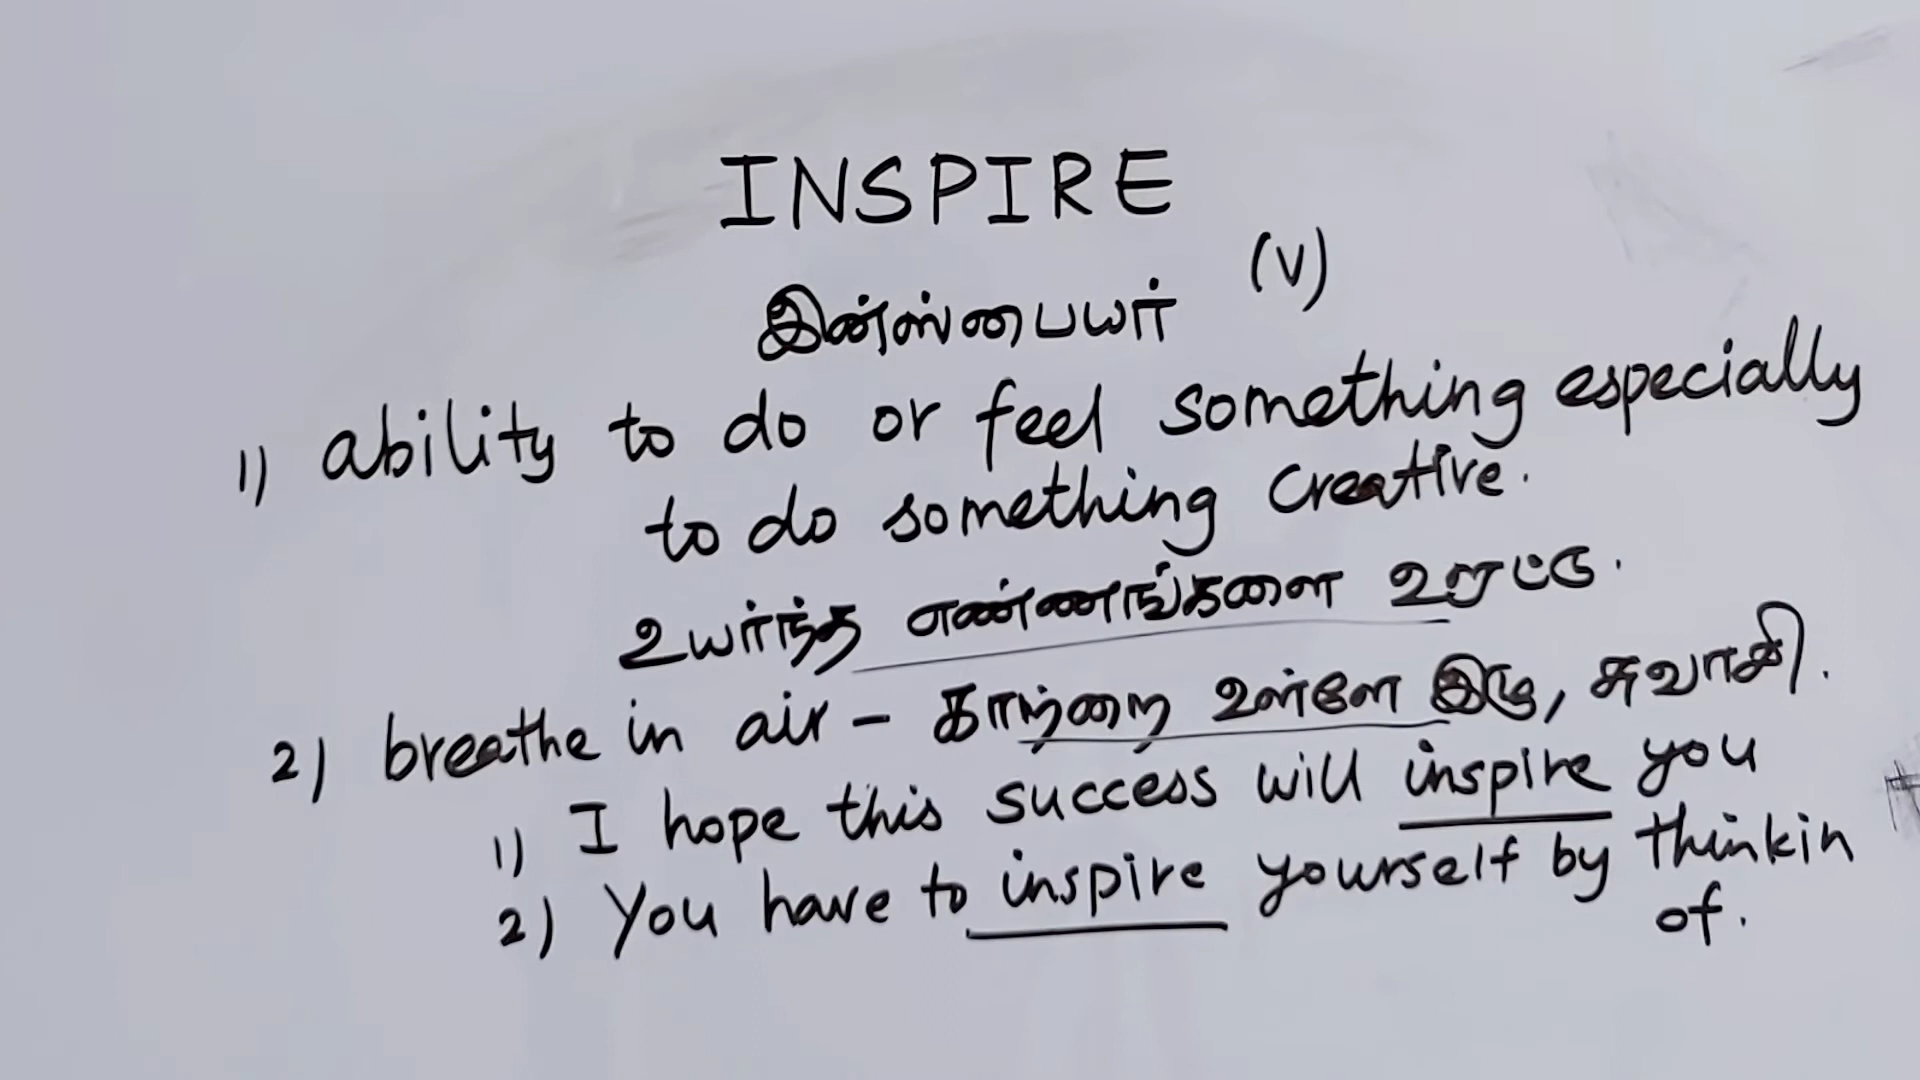 INSPIRE
(V)
இன்ஸ்பையர்
1) ability to do or feel something especially
to do something creative.
உயர்ந்த எண்ணங்களை ஊட்டு.
2) breathe in air – காற்றை உள்ளே இழு, சுவாசி.
1) I hope this success will inspire you
2) You have to inspire yourself by thinkin
of.